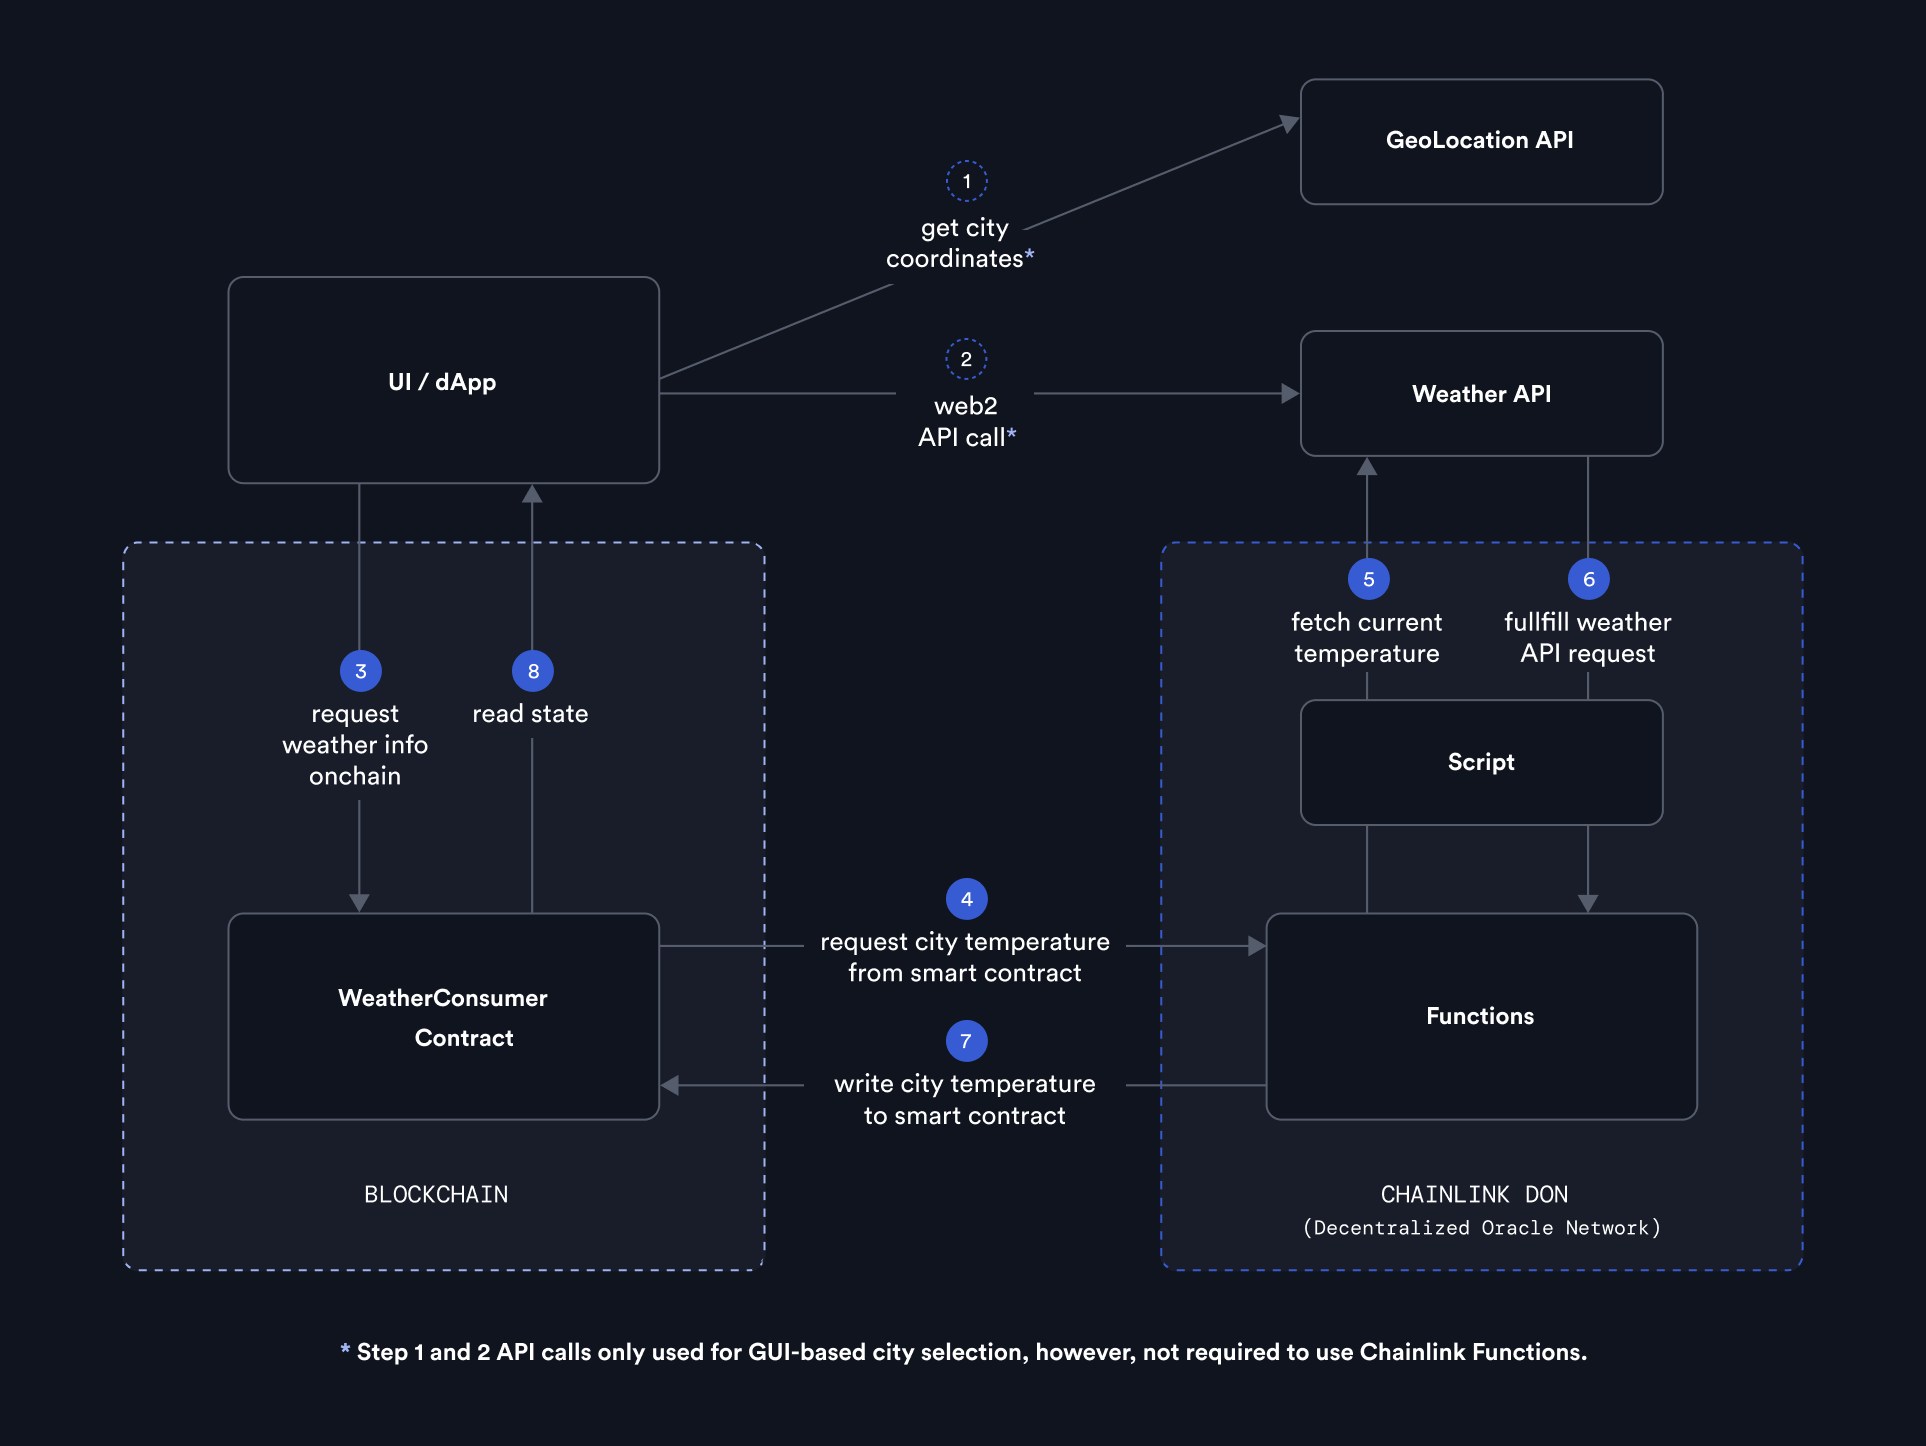 GeoLocation API
1
get city
coordinates*
UI / dApp
2
web2
API call*
Weather API
3
request
weather info
onchain
8
read state
5
fetch current
temperature
6
fullfill weather
API request
Script
4
request city temperature
from smart contract
WeatherConsumer
Contract
Functions
7
write city temperature
to smart contract
BLOCKCHAIN
CHAINLINK DON
(Decentralized Oracle Network)
* Step 1 and 2 API calls only used for GUI-based city selection, however, not required to use Chainlink Functions.